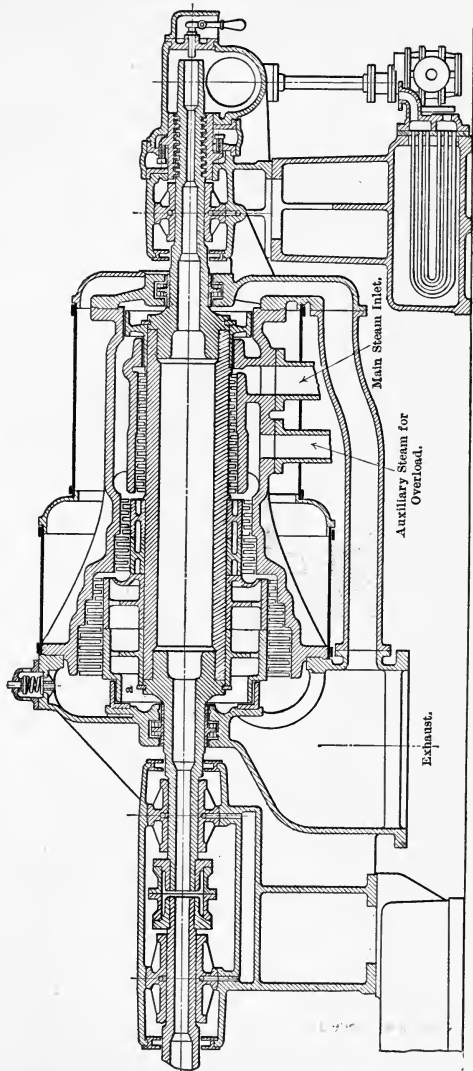 Main Steam Inlet.
Auxiliary Steam for
Overload.
Exhaust.
a